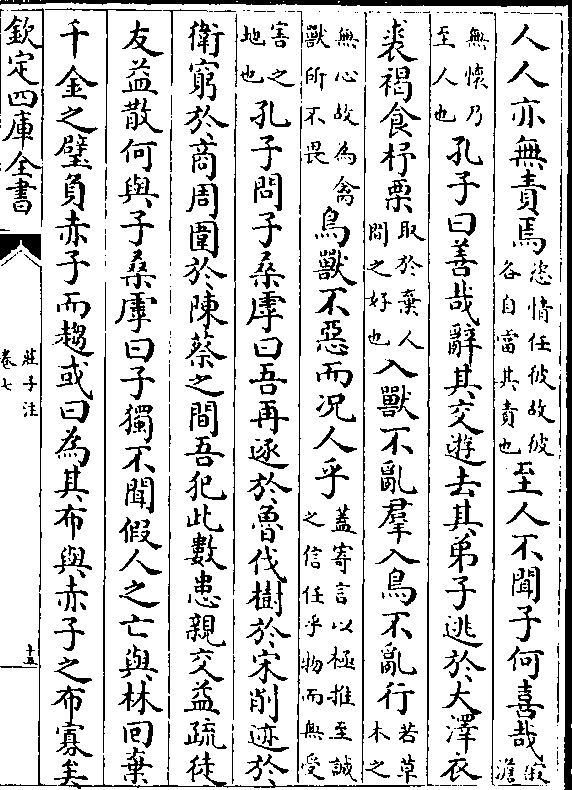 人人亦無責焉恣情任彼故彼各自當其責也至人不聞子何喜哉寂澹
無懷乃至人也孔子曰善哉辭其交遊去其弟子逃於大澤衣
裘褐食杼栗取於棄人間之好也入獸不亂羣入鳥不亂行若草木之
無心故為禽獸所不畏鳥獸不惡而况人乎蓋寄言以極推至誠之信任乎物而無受
害之地也孔子問子桑雽曰吾再逐於魯伐樹於宋削迹於
衛窮於商周圍於陳蔡之間吾犯此數患親交益疏徒
友益散何與子桑雽曰子獨不聞假人之亡與林回棄
千金之璧負赤子而趨或曰為其布與赤子之布寡矣
欽定四庫全書
莊子注
卷七
十五